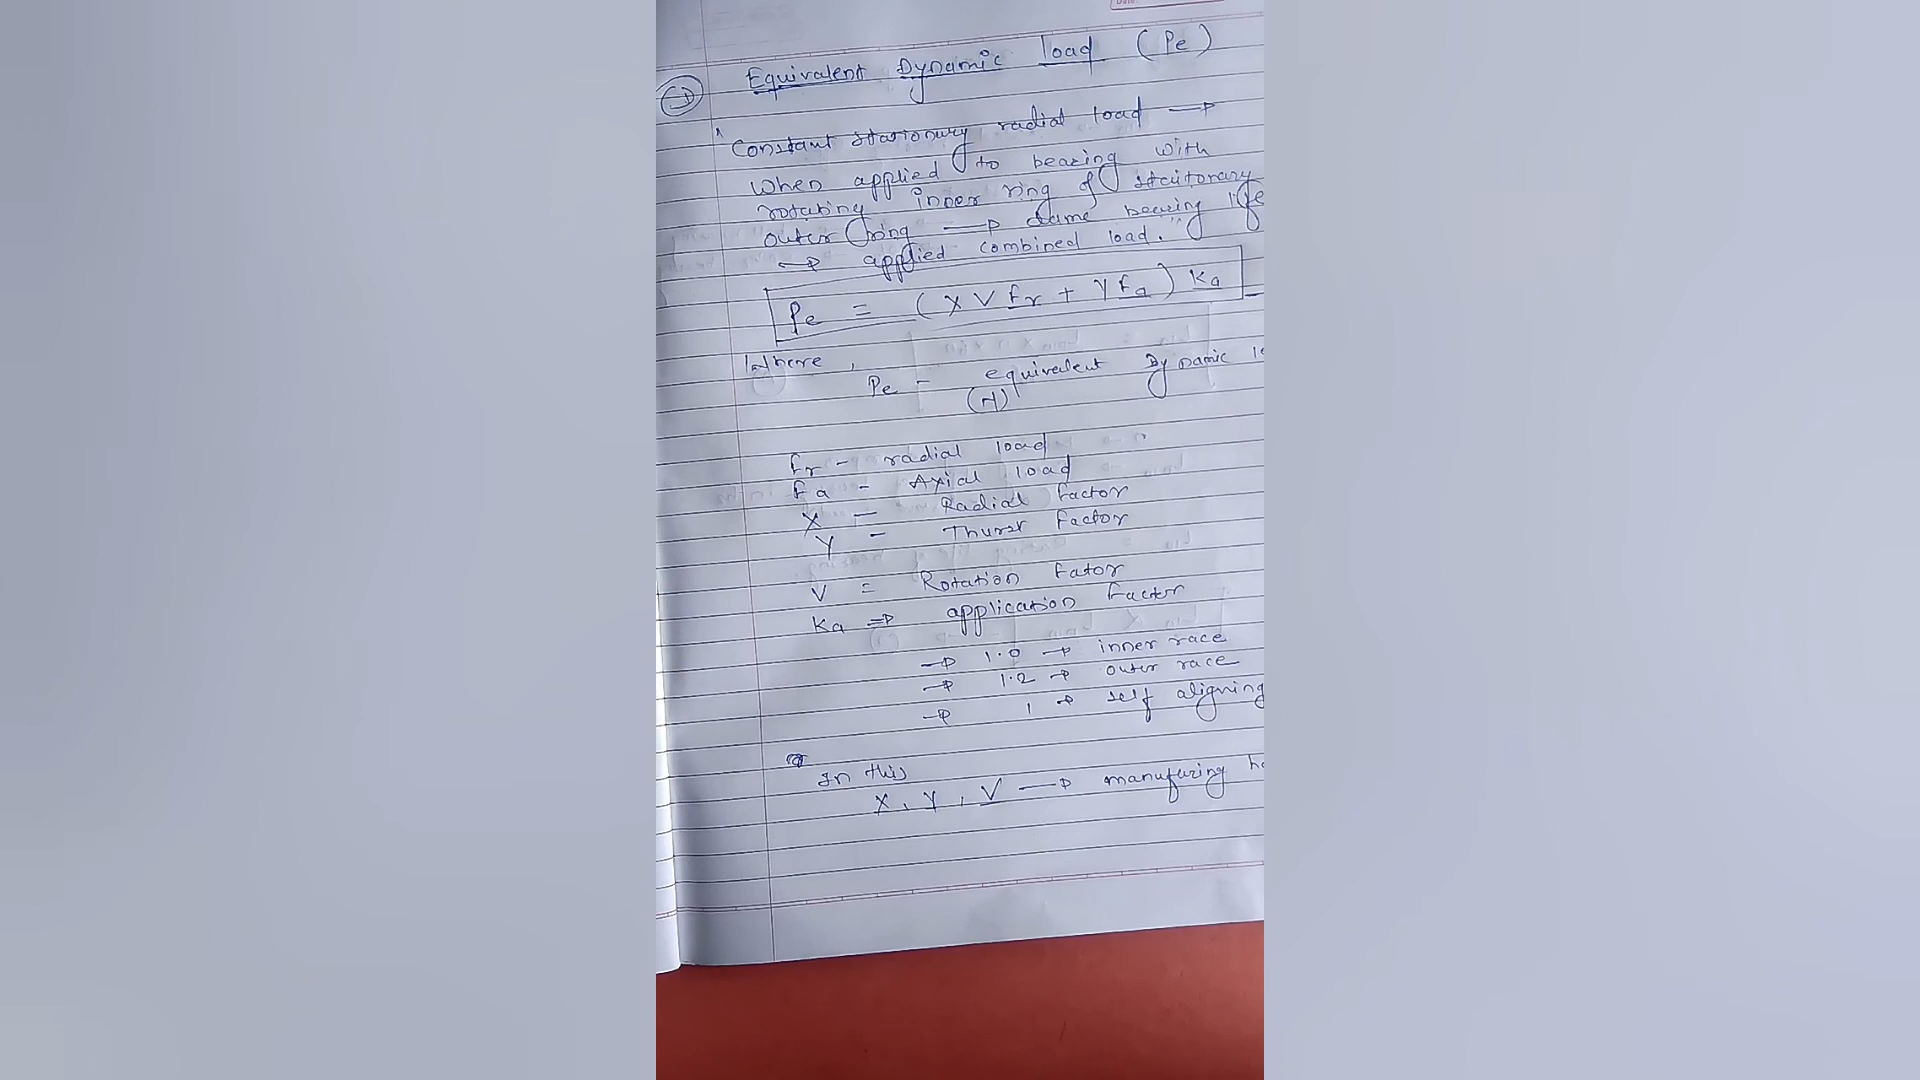 Equivalent Dynamic load (Pe)
"Constant stationary radial load →
When applied to bearing with
rotating inner ring & stationary
outer ring → same bearing life
→ applied combined load."
Pe = (X V Fr + Y Fa) Ka
Where,
Pe - equivalent Dynamic
(N)
Fr - radial load
Fa - Axial load
X - Radial factor
Y - Thurst factor
V = Rotation fator
Ka ⇒ application factor
→ 1.0 → inner race
→ 1.2 → outer race
→ 1 → self aligning
In this
X, Y, V → manufuring